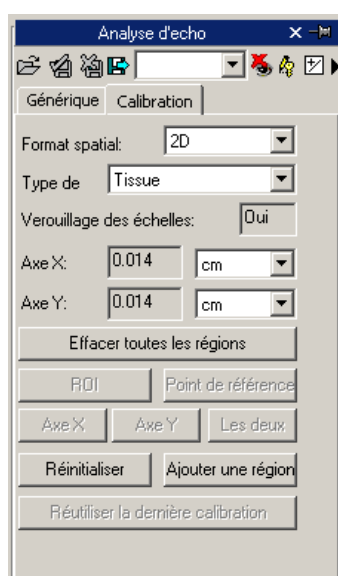 Analyse d'echo
Générique Calibration
Format spatial: 2D
Type de Tissue
Verouillage des échelles: Oui
Axe X: 0.014 cm
Axe Y: 0.014 cm
Effacer toutes les régions
ROI Point de référence
Axe X Axe Y Les deux
Réinitialiser Ajouter une région
Réutiliser la dernière calibration